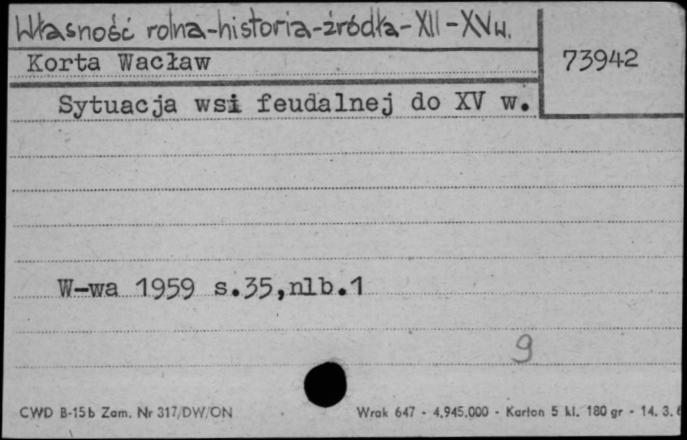 Własność rolna-historia-źródła-XII-XV w.
Korta Wacław
73942
Sytuacja wsi feudalnej do XV w.
W-wa 1959 s.35,nlb.1
9
CWD B-15b Zam. Nr 317/DW/ON
Wrak 647 - 4.945.000 - Karton 5 kl. 180 gr - 14. 3.